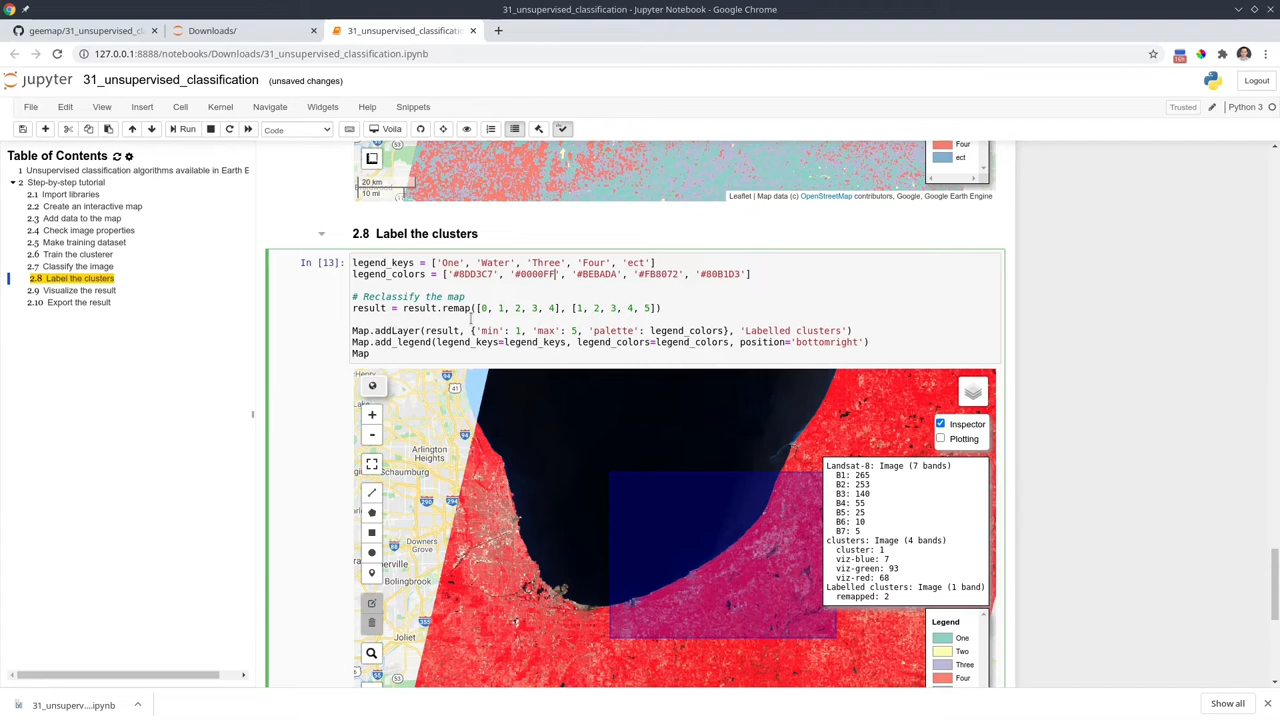 31_unsupervised_classification - Jupyter Notebook - Google Chrome
geemap/31_unsupervised_cl
Downloads/
31_unsupervised_classificatio
127.0.0.1:8888/notebooks/Downloads/31_unsupervised_classification.ipynb
jupyter 31_unsupervised_classification (unsaved changes)
Logout
File Edit View Insert Cell Kernel Navigate Widgets Help Snippets
Trusted
Python 3
Run
Code
Voila
Table of Contents
1 Unsupervised classification algorithms available in Earth E
2 Step-by-step tutorial
2.1 Import libraries
2.2 Create an interactive map
2.3 Add data to the map
2.4 Check image properties
2.5 Make training dataset
2.6 Train the clusterer
2.7 Classify the image
2.8 Label the clusters
2.9 Visualize the result
2.10 Export the result
53
Four
ect
20 km
10 mi
Leaflet | Map data (c) OpenStreetMap contributors, Google, Google Earth Engine
2.8 Label the clusters
In [13]:
legend_keys = ['One', 'Water', 'Three', 'Four', 'ect']
legend_colors = ['#8DD3C7', '#0000FF', '#BEBADA', '#FB8072', '#80B1D3']
# Reclassify the map
result = result.remap([0, 1, 2, 3, 4], [1, 2, 3, 4, 5])
Map.addLayer(result, {'min': 1, 'max': 5, 'palette': legend_colors}, 'Labelled clusters')
Map.add_legend(legend_keys=legend_keys, legend_colors=legend_colors, position='bottomright')
Map
41
94
Arlington
Heights
Schaumburg
290
294
Downers
Grove
Bolingbrook
355
Joliet
53
+
-
Inspector
Plotting
Landsat-8: Image (7 bands)
B1: 265
B2: 253
B3: 140
B4: 55
B5: 25
B6: 10
B7: 5
clusters: Image (4 bands)
cluster: 1
viz-blue: 7
viz-green: 93
viz-red: 68
Labelled clusters: Image (1 band)
remapped: 2
Legend
One
Two
Three
Four
31_unsuperv....ipynb
Show all